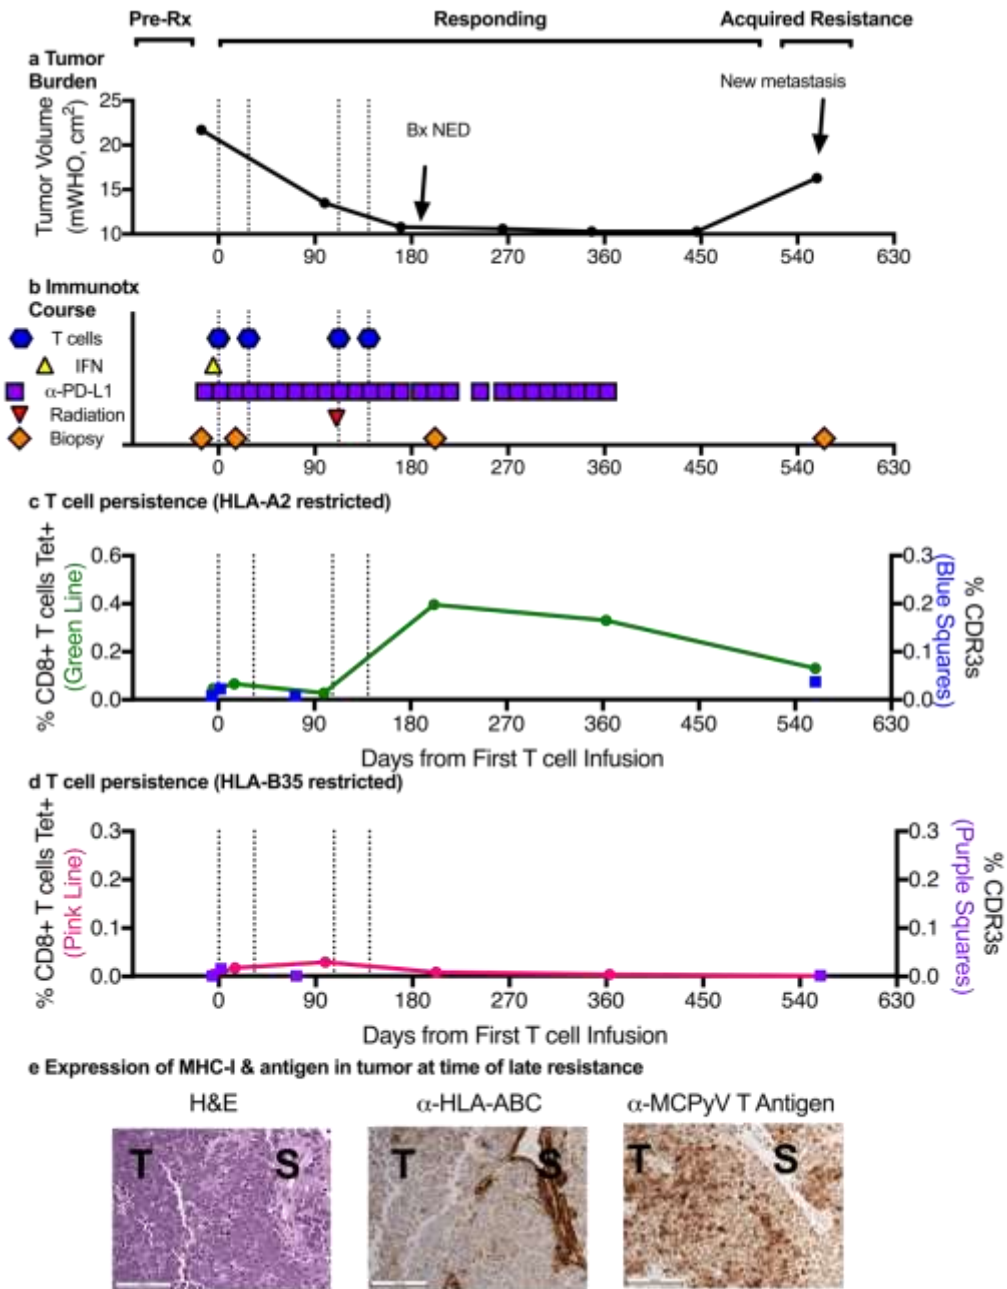 Pre-Rx Responding Acquired Resistance
a Tumor
Burden
New metastasis
Bx NED
Tumor Volume
(mWHO, cm²)
25
20
15
10
0 90 180 270 360 450 540 630
b Immunotx
Course
T cells
IFN
α-PD-L1
Radiation
Biopsy
0 90 180 270 360 450 540 630
c T cell persistence (HLA-A2 restricted)
% CD8+ T cells Tet+
(Green Line)
0.6
0.4
0.2
0.0
0.3
0.2
0.1
0.0
(Blue Squares)
% CDR3s
0 90 180 270 360 450 540 630
Days from First T cell Infusion
d T cell persistence (HLA-B35 restricted)
% CD8+ T cells Tet+
(Pink Line)
0.3
0.2
0.1
0.0
0.3
0.2
0.1
0.0
(Purple Squares)
% CDR3s
0 90 180 270 360 450 540 630
Days from First T cell Infusion
e Expression of MHC-I & antigen in tumor at time of late resistance
H&E α-HLA-ABC α-MCPyV T Antigen
T S T S T S